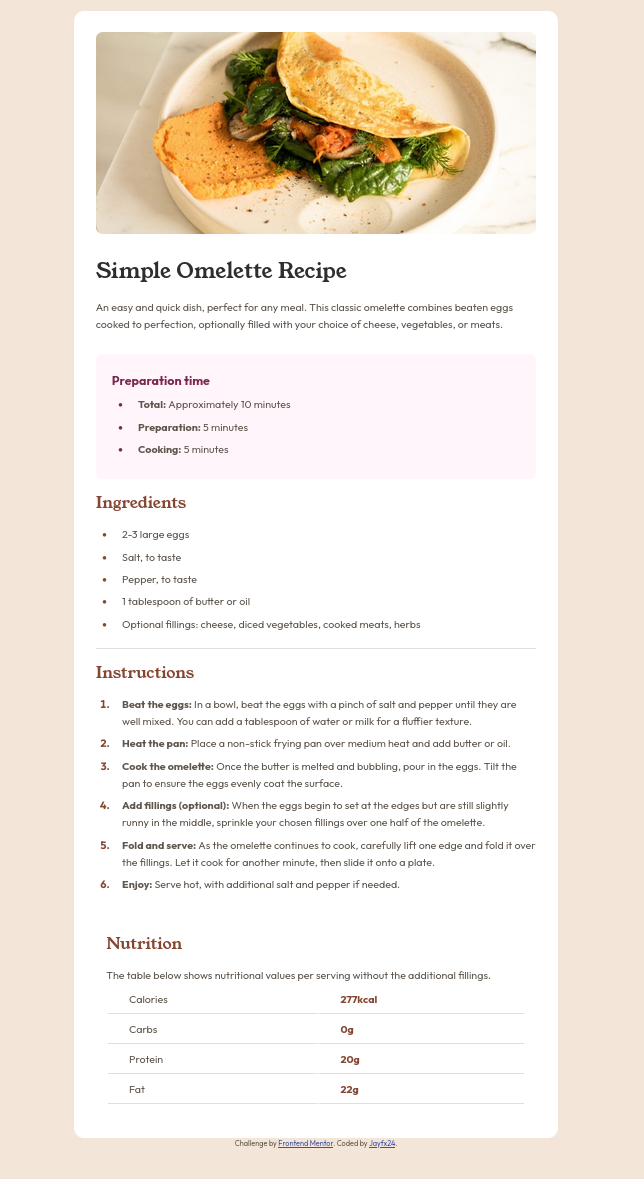 Simple Omelette Recipe
An easy and quick dish, perfect for any meal. This classic omelette combines beaten eggs
cooked to perfection, optionally filled with your choice of cheese, vegetables, or meats.
Preparation time
• Total: Approximately 10 minutes
• Preparation: 5 minutes
• Cooking: 5 minutes
Ingredients
• 2-3 large eggs
• Salt, to taste
• Pepper, to taste
• 1 tablespoon of butter or oil
• Optional fillings: cheese, diced vegetables, cooked meats, herbs
Instructions
1. Beat the eggs: In a bowl, beat the eggs with a pinch of salt and pepper until they are
well mixed. You can add a tablespoon of water or milk for a fluffier texture.
2. Heat the pan: Place a non-stick frying pan over medium heat and add butter or oil.
3. Cook the omelette: Once the butter is melted and bubbling, pour in the eggs. Tilt the
pan to ensure the eggs evenly coat the surface.
4. Add fillings (optional): When the eggs begin to set at the edges but are still slightly
runny in the middle, sprinkle your chosen fillings over one half of the omelette.
5. Fold and serve: As the omelette continues to cook, carefully lift one edge and fold it over
the fillings. Let it cook for another minute, then slide it onto a plate.
6. Enjoy: Serve hot, with additional salt and pepper if needed.
Nutrition
The table below shows nutritional values per serving without the additional fillings.
Calories 277kcal
Carbs 0g
Protein 20g
Fat 22g
Challenge by Frontend Mentor. Coded by Jayfx24.